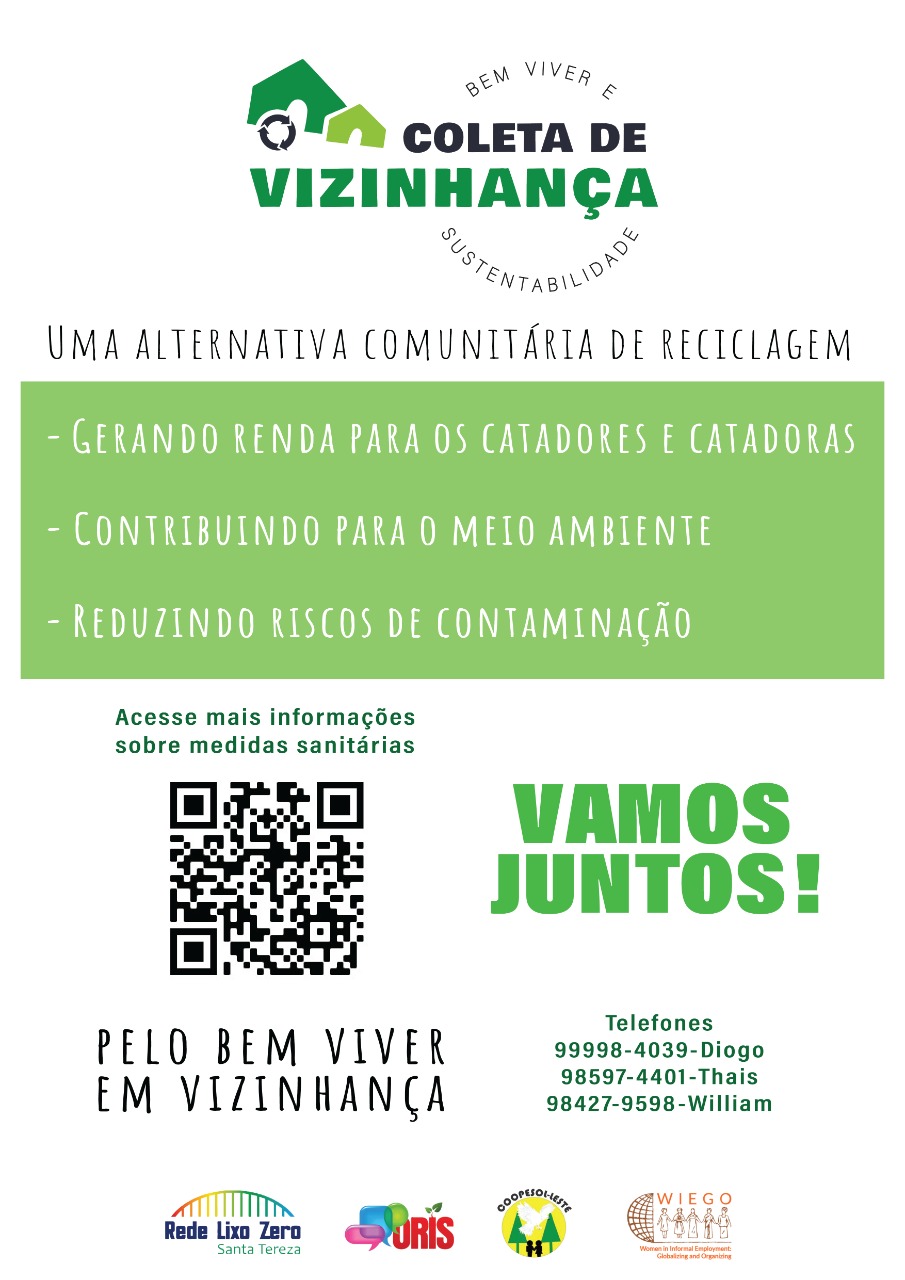 BEM VIVER E
COLETA DE
VIZINHANÇA
SUSTENTABILIDADE
UMA ALTERNATIVA COMUNITÁRIA DE RECICLAGEM
- GERANDO RENDA PARA OS CATADORES E CATADORAS
- CONTRIBUINDO PARA O MEIO AMBIENTE
- REDUZINDO RISCOS DE CONTAMINAÇÃO
Acesse mais informações
sobre medidas sanitárias
VAMOS
JUNTOS!
PELO BEM VIVER
EM VIZINHANÇA
Telefones
99998-4039-Diogo
98597-4401-Thais
98427-9598-William
Rede Lixo Zero
Santa Tereza
ORIS
COOPESOL-LESTE
WIEGO
Women in Informal Employment:
Globalizing and Organizing